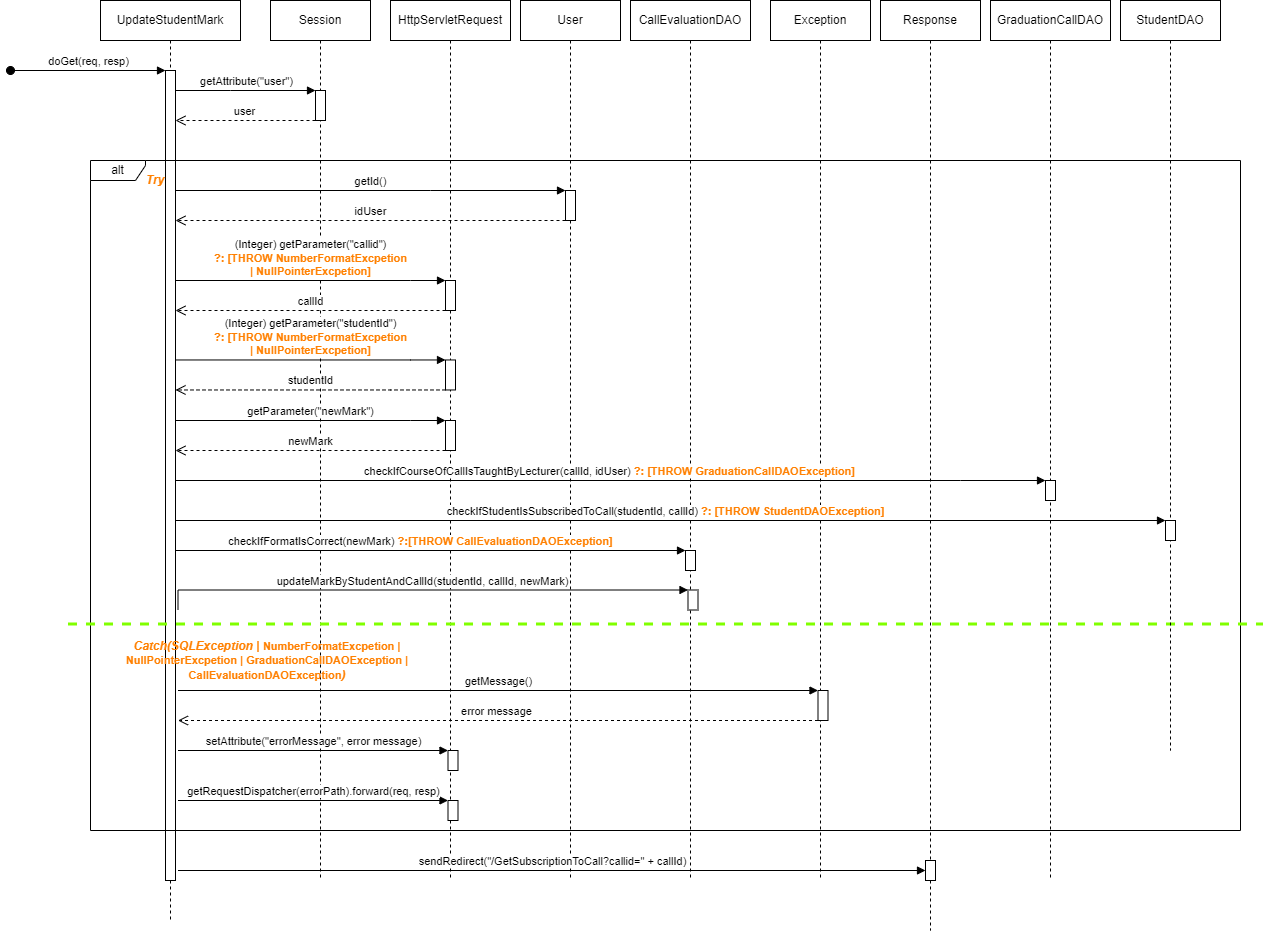 UpdateStudentMark
Session
HttpServletRequest
User
CallEvaluationDAO
Exception
Response
GraduationCallDAO
StudentDAO
doGet(req, resp)
getAttribute("user")
user
alt
Try
getId()
idUser
(Integer) getParameter("callid")
?: [THROW NumberFormatExcpetion
| NullPointerExcpetion]
callId
(Integer) getParameter("studentId")
?: [THROW NumberFormatExcpetion
| NullPointerExcpetion]
studentId
getParameter("newMark")
newMark
checkIfCourseOfCallIsTaughtByLecturer(callId, idUser) ?: [THROW GraduationCallDAOException]
checkIfStudentIsSubscribedToCall(studentId, callId) ?: [THROW StudentDAOException]
checkIfFormatIsCorrect(newMark) ?:[THROW CallEvaluationDAOException]
updateMarkByStudentAndCallId(studentId, callId, newMark)
Catch(SQLException | NumberFormatExcpetion |
NullPointerExcpetion | GraduationCallDAOException |
CallEvaluationDAOException)
getMessage()
error message
setAttribute("errorMessage", error message)
getRequestDispatcher(errorPath).forward(req, resp)
sendRedirect("/GetSubscriptionToCall?callid=" + callId)